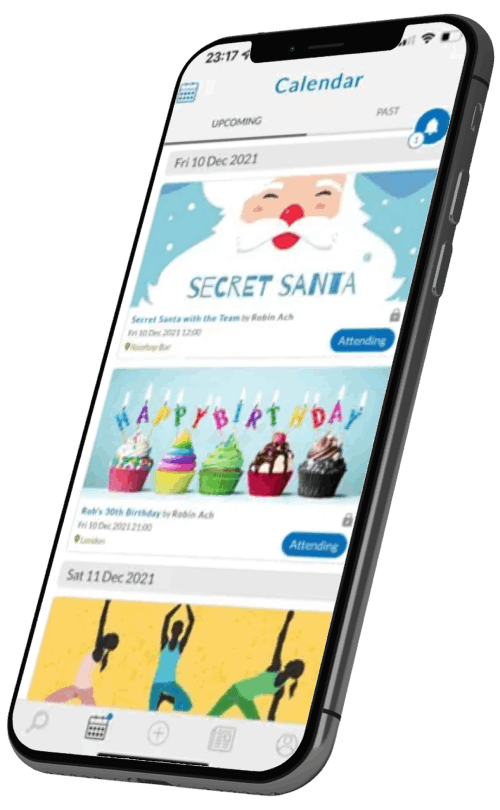 23:17
Calendar
UPCOMING PAST
1
Fri 10 Dec 2021
SECRET SANTA
Secret Santa with the Team by Robin Ach
Fri 10 Dec 2021 12:00
Rooftop Bar
Attending
HAPPY BIRTHDAY
Rob's 30th Birthday by Robin Ach
Fri 10 Dec 2021 21:00
London
Attending
Sat 11 Dec 2021